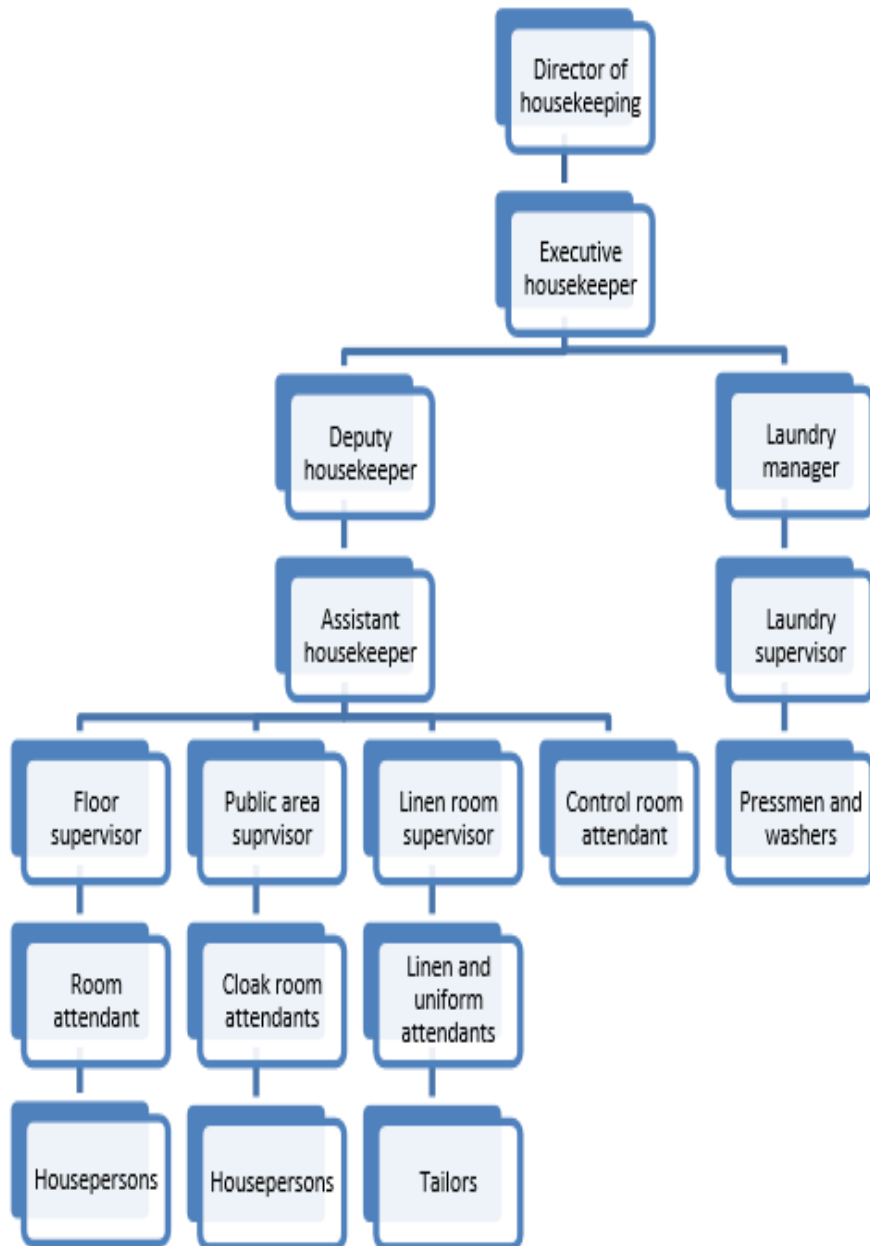 Director of
housekeeping
Executive
housekeeper
Deputy
housekeeper
Laundry
manager
Assistant
housekeeper
Laundry
supervisor
Floor
supervisor
Public area
suprvisor
Linen room
supervisor
Control room
attendant
Pressmen and
washers
Room
attendant
Cloak room
attendants
Linen and
uniform
attendants
Housepersons
Housepersons
Tailors